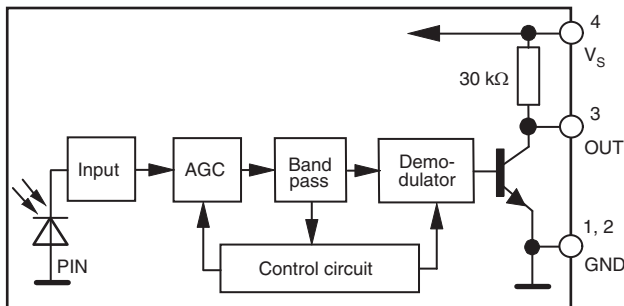 4
V_S
30 kΩ
3
OUT
Input
AGC
Band
pass
Demo-
dulator
1, 2
GND
PIN
Control circuit